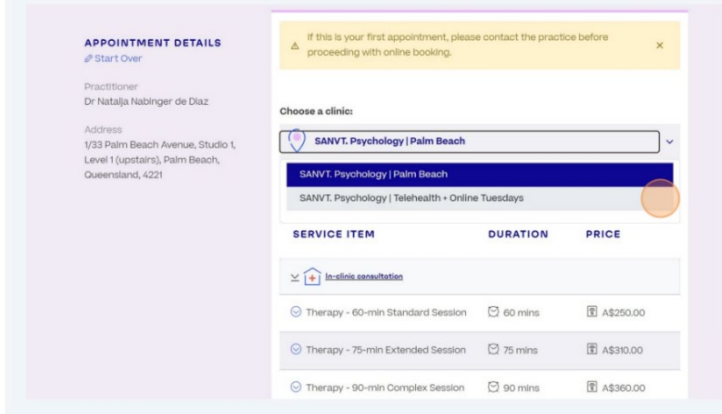 APPOINTMENT DETAILS
Start Over
Practitioner
Dr Natalja Nabinger de Diaz
Address
1/33 Palm Beach Avenue, Studio 1,
Level 1 (upstairs), Palm Beach,
Queensland, 4221
If this is your first appointment, please contact the practice before
proceeding with online booking.
×
Choose a clinic:
SANVT. Psychology | Palm Beach
SANVT. Psychology | Palm Beach
SANVT. Psychology | Telehealth + Online Tuesdays
SERVICE ITEM DURATION PRICE
In-clinic consultation
Therapy - 60-min Standard Session 60 mins A$250.00
Therapy - 75-min Extended Session 75 mins A$310.00
Therapy - 90-min Complex Session 90 mins A$360.00